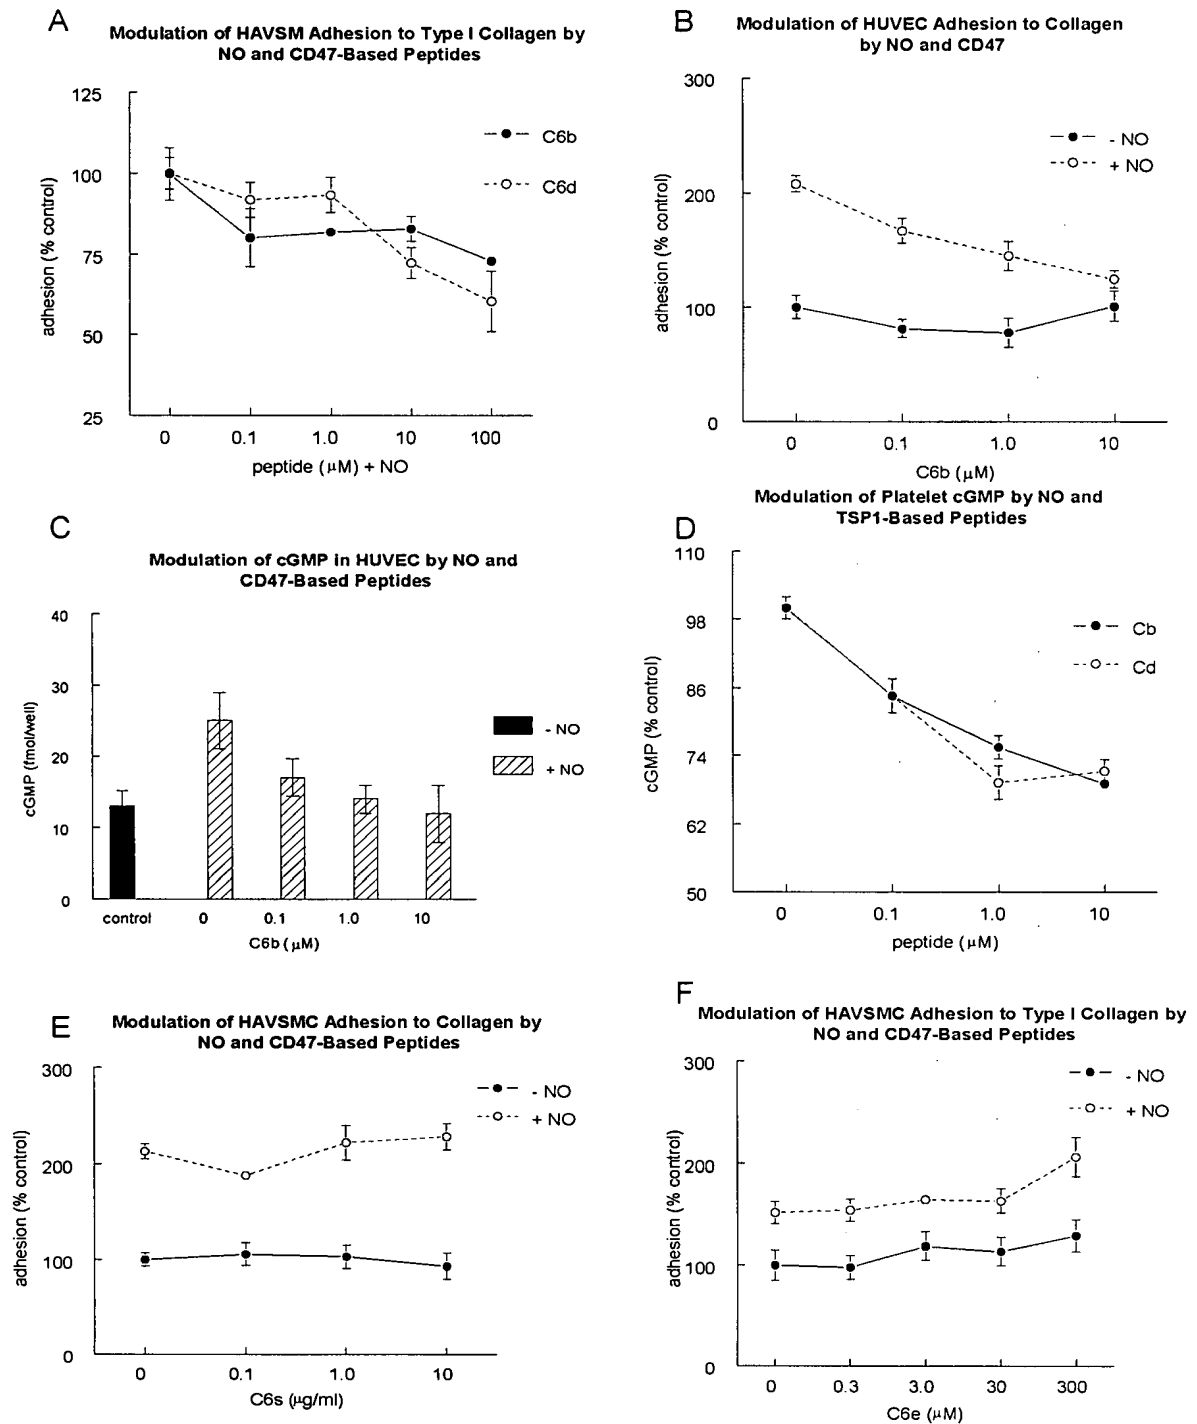 A
Modulation of HAVSM Adhesion to Type I Collagen by
NO and CD47-Based Peptides
125
100
75
50
25
adhesion (% control)
C6b
C6d
0 0.1 1.0 10 100
peptide (μM) + NO
B
Modulation of HUVEC Adhesion to Collagen
by NO and CD47
300
200
100
0
adhesion (% control)
- NO
+ NO
0 0.1 1.0 10
C6b (μM)
C
Modulation of cGMP in HUVEC by NO and
CD47-Based Peptides
40
30
20
10
0
cGMP (fmol/well)
- NO
+ NO
control 0 0.1 1.0 10
C6b (μM)
D
Modulation of Platelet cGMP by NO and
TSP1-Based Peptides
110
98
86
74
62
50
cGMP (% control)
Cb
Cd
0 0.1 1.0 10
peptide (μM)
E
Modulation of HAVSMC Adhesion to Collagen by
NO and CD47-Based Peptides
300
200
100
0
adhesion (% control)
- NO
+ NO
0 0.1 1.0 10
C6s (μg/ml)
F
Modulation of HAVSMC Adhesion to Type I Collagen by
NO and CD47-Based Peptides
300
200
100
0
adhesion (% control)
- NO
+ NO
0 0.3 3.0 30 300
C6e (μM)